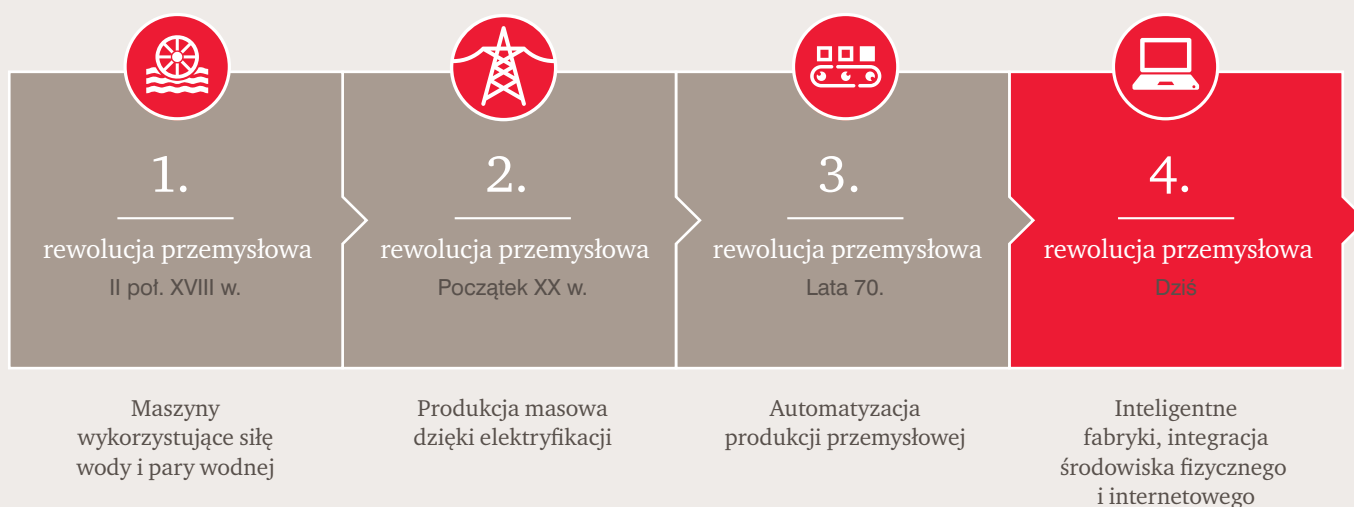 1.
rewolucja przemysłowa
II poł. XVIII w.
Maszyny
wykorzystujące siłę
wody i pary wodnej
2.
rewolucja przemysłowa
Początek XX w.
Produkcja masowa
dzięki elektryfikacji
3.
rewolucja przemysłowa
Lata 70.
Automatyzacja
produkcji przemysłowej
4.
rewolucja przemysłowa
Dziś
Inteligentne
fabryki, integracja
środowiska fizycznego
i internetowego